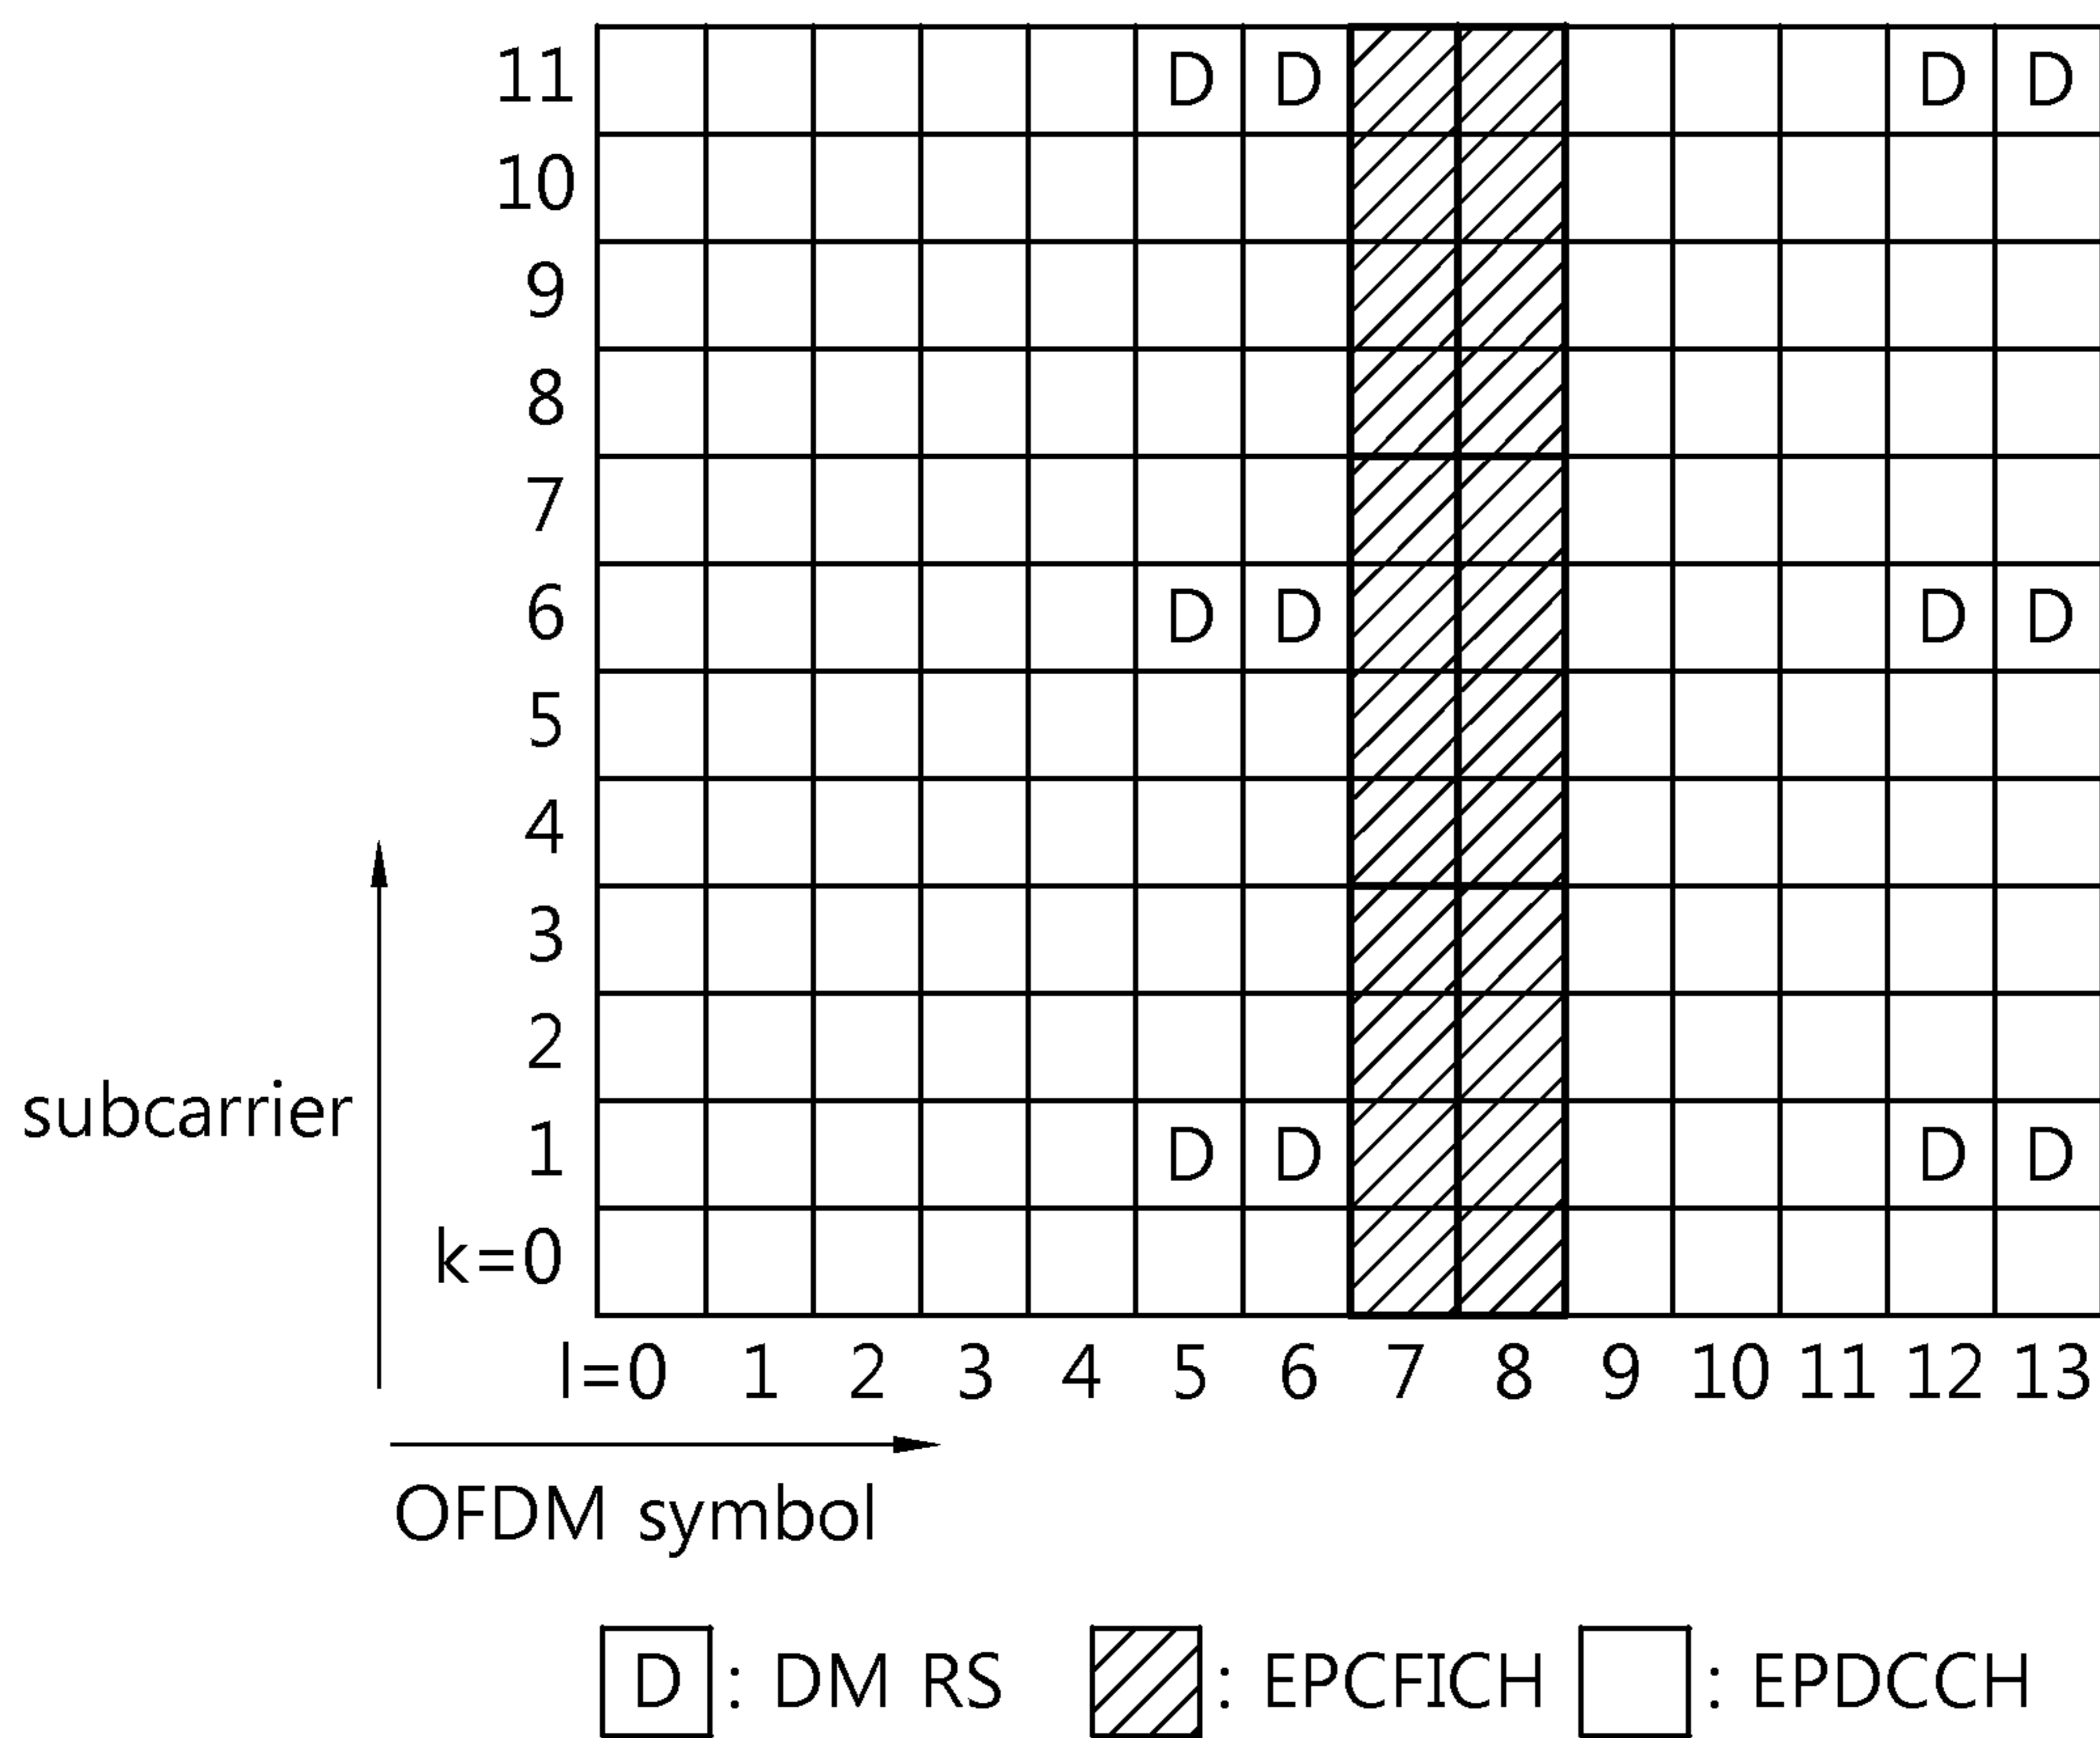 11 D D D D
10
9
8
7
6 D D D D
5
4
3
2
subcarrier
1 D D D D
k=0
l=0 1 2 3 4 5 6 7 8 9 10 11 12 13
OFDM symbol
D : DM RS : EPCFICH : EPDCCH